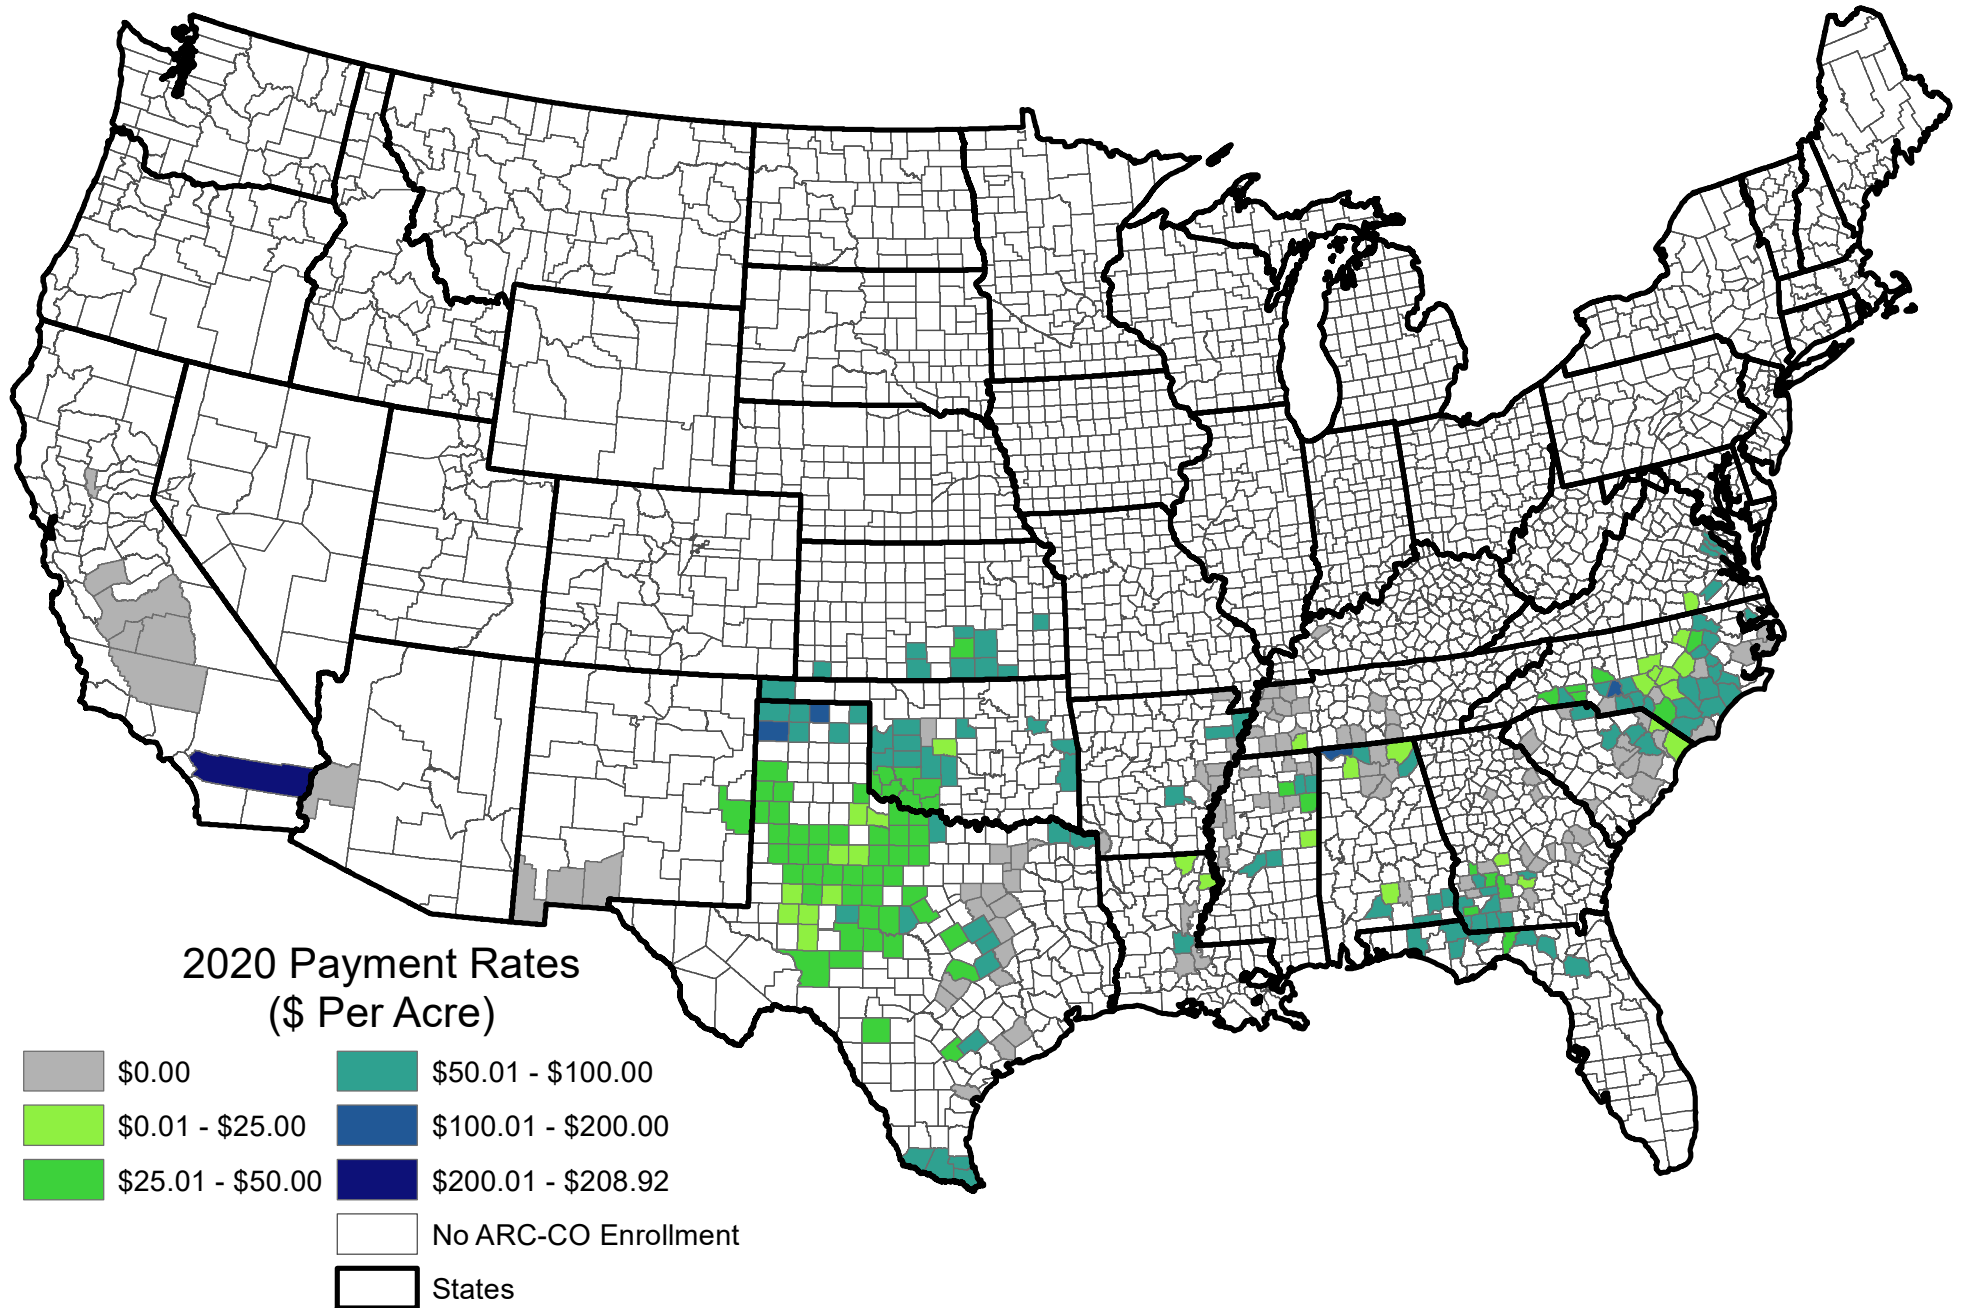 2020 Payment Rates
($ Per Acre)
$0.00
$0.01 - $25.00
$25.01 - $50.00
$50.01 - $100.00
$100.01 - $200.00
$200.01 - $208.92
No ARC-CO Enrollment
States